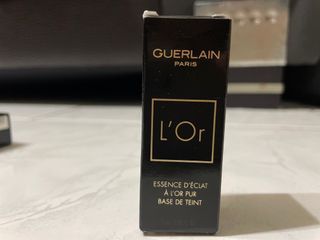 GUERLAIN
PARIS
L'Or
ESSENCE D'ÉCLAT
À L'OR PUR
BASE DE TEINT